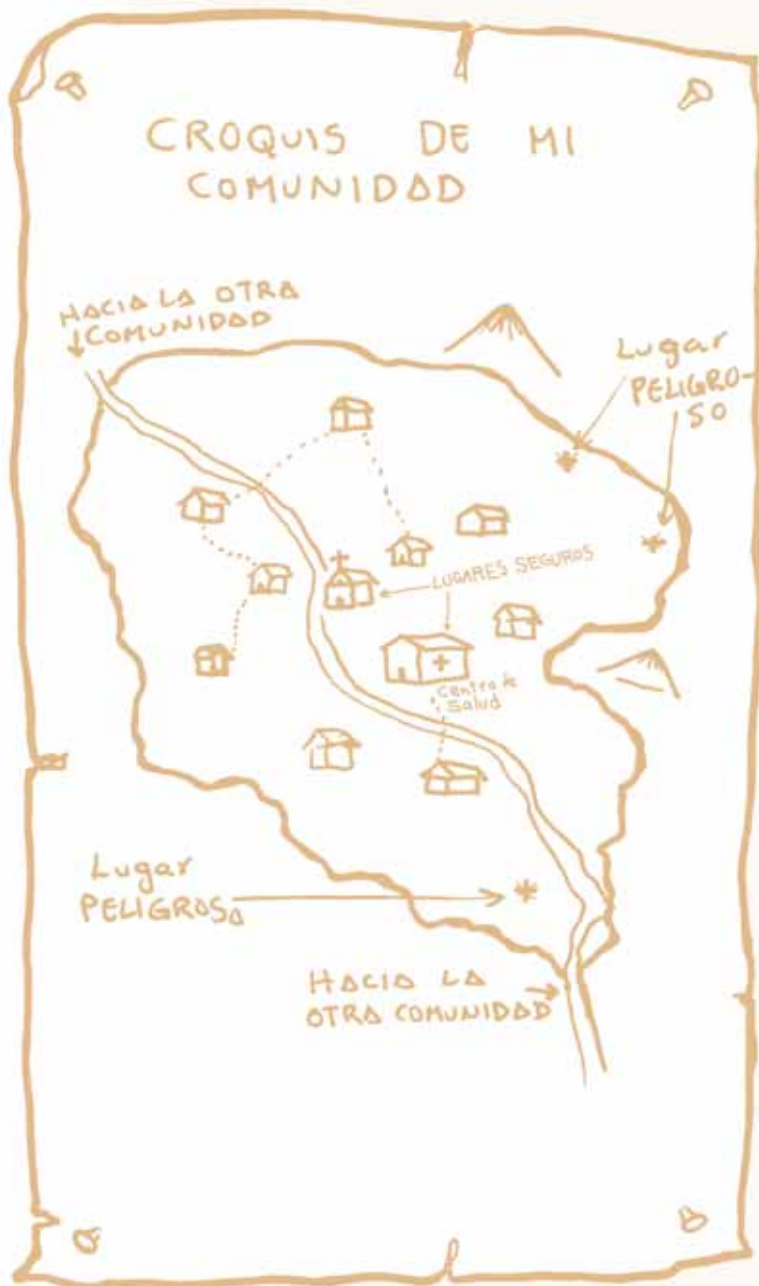 CROQUIS DE MI
COMUNIDAD
HACIA LA OTRA
COMUNIDAD
Lugar
PELIGRO-
SO
LUGARES SEGUROS
Centro de
Salud
Lugar
PELIGROSO
HACIA LA
OTRA COMUNIDAD